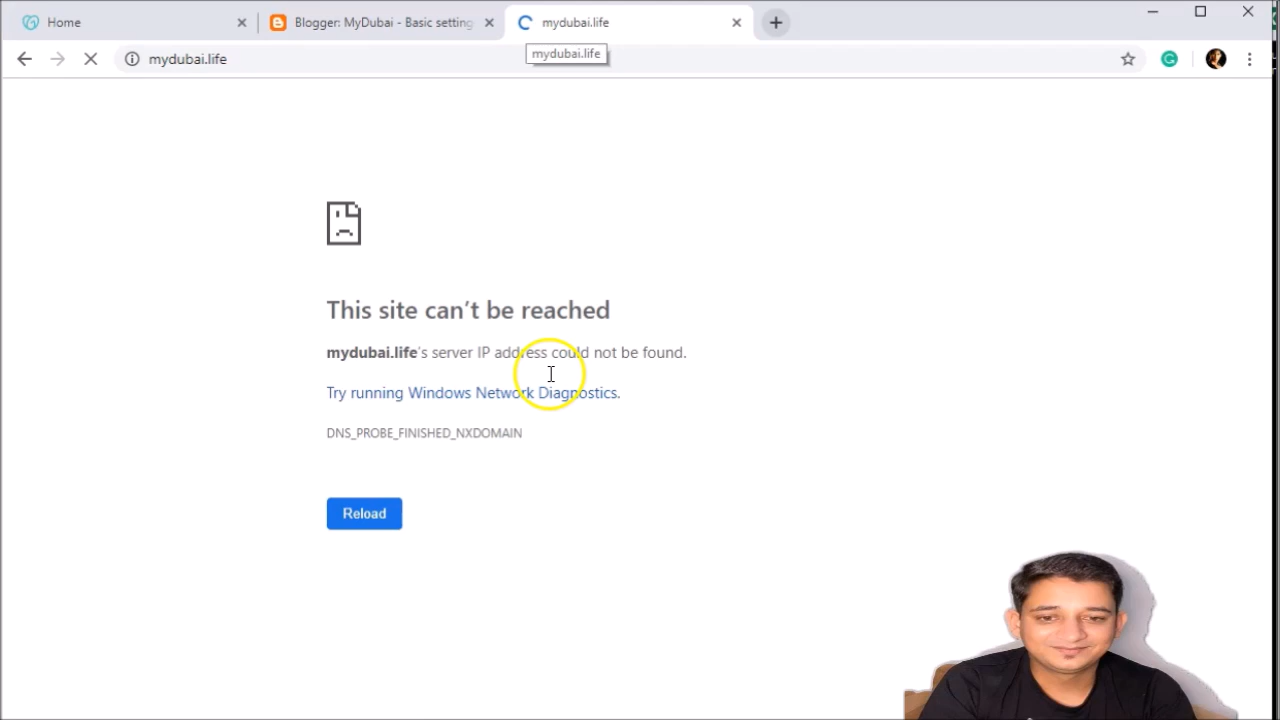 Home
Blogger: MyDubai - Basic setting
mydubai.life
mydubai.life
mydubai.life
This site can't be reached
mydubai.life's server IP address could not be found.
Try running Windows Network Diagnostics.
DNS_PROBE_FINISHED_NXDOMAIN
Reload